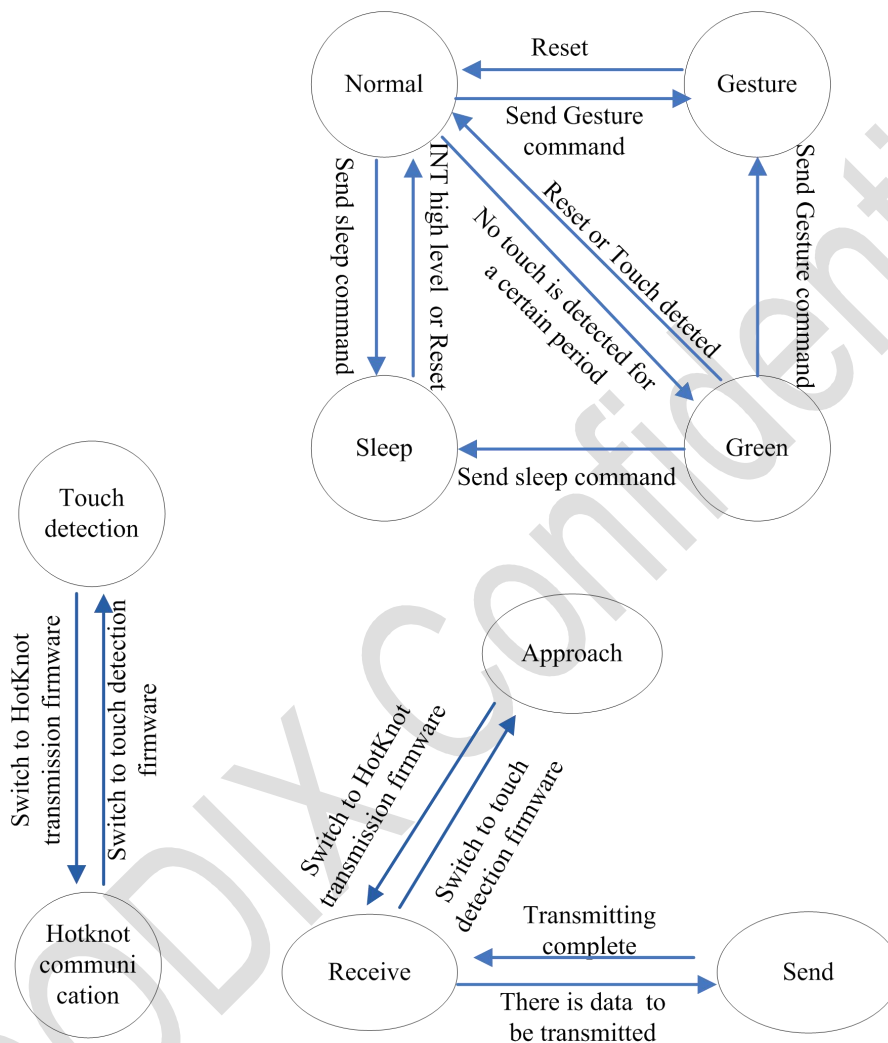 Reset
Normal
Gesture
Send Gesture
command
Send sleep command
INT high level or Reset
Reset or Touch deteted
No touch is detected for
a certain period
Send Gesture command
Sleep
Green
Send sleep command
Touch
detection
Switch to HotKnot
transmission firmware
Switch to touch detection
firmware
Hotknot
communi
cation
Approach
Switch to HotKnot
transmission firmware
Switch to touch
detection firmware
Receive
Transmitting
complete
Send
There is data to
be transmitted
OODIX Confidenti